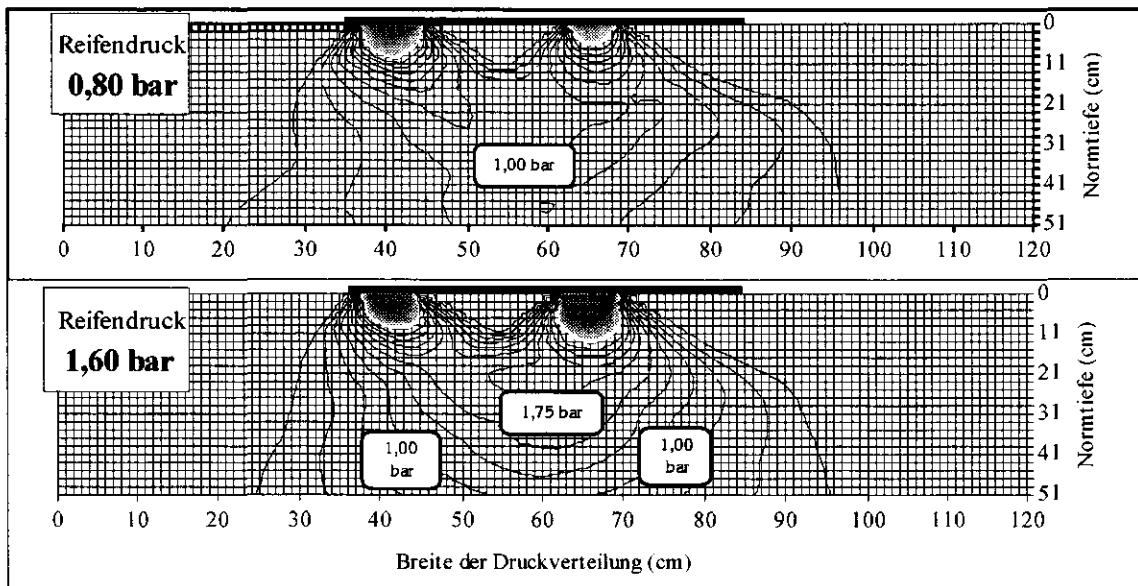 Reifendruck
0,80 bar
1,00 bar
0
11
21
31
41
51
Normtiefe (cm)
0 10 20 30 40 50 60 70 80 90 100 110 120
Reifendruck
1,60 bar
1,75 bar
1,00
bar
1,00
bar
0
11
21
31
41
51
Normtiefe (cm)
0 10 20 30 40 50 60 70 80 90 100 110 120
Breite der Druckverteilung (cm)